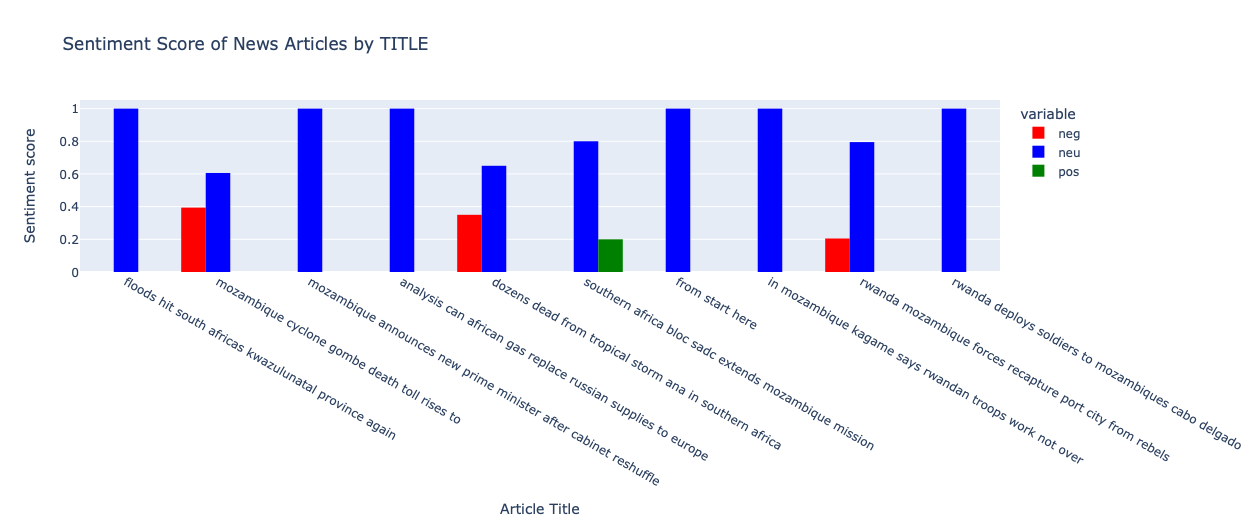 Sentiment Score of News Articles by TITLE
Sentiment score
1
0.8
0.6
0.4
0.2
0
variable
neg
neu
pos
floods hit south africas kwazulunatal province again
mozambique cyclone gombe death toll rises to
mozambique announces new prime minister after cabinet reshuffle
analysis can african gas replace russian supplies to europe
dozens dead from tropical storm ana in southern africa
southern africa bloc sadc extends mozambique mission
from start here
in mozambique kagame says rwandan troops work not over
rwanda mozambique forces recapture port city from rebels
rwanda deploys soldiers to mozambiques cabo delgado
Article Title